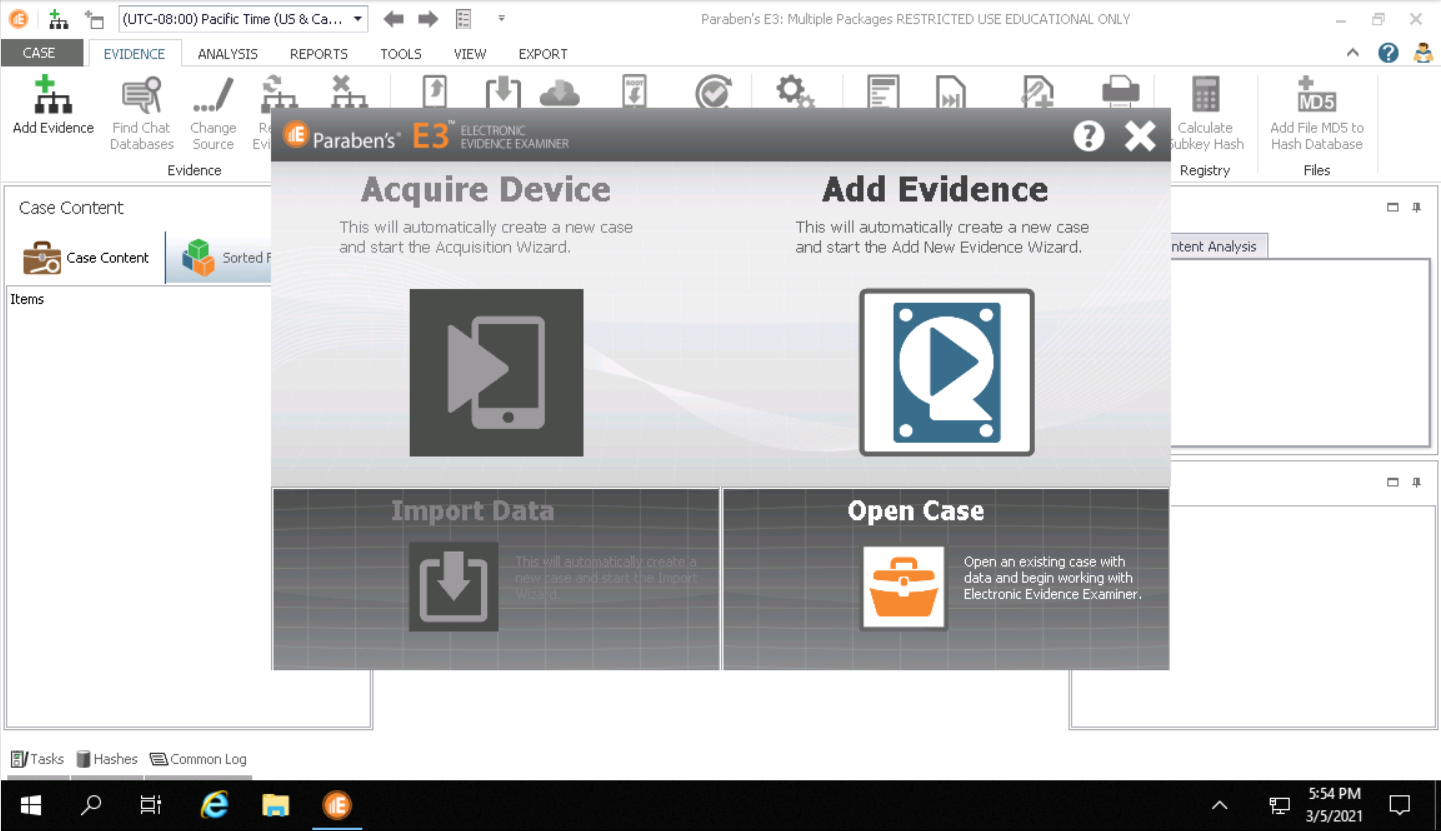 (UTC-08:00) Pacific Time (US & Ca...
Paraben's E3: Multiple Packages RESTRICTED USE EDUCATIONAL ONLY
CASE
EVIDENCE
ANALYSIS
REPORTS
TOOLS
VIEW
EXPORT
Add Evidence
Find Chat
Databases
Change
Source
ROOT
MD5
Calculate
Subkey Hash
Add File MD5 to
Hash Database
Evidence
Registry
Files
Paraben's E3™ ELECTRONIC
EVIDENCE EXAMINER
Case Content
Case Content
Sorted F
Items
ntent Analysis
Acquire Device
This will automatically create a new case
and start the Acquisition Wizard.
Add Evidence
This will automatically create a new case
and start the Add New Evidence Wizard.
Import Data
This will automatically create a
new case and start the Import
Wizard.
Open Case
Open an existing case with
data and begin working with
Electronic Evidence Examiner.
Tasks
Hashes
Common Log
5:54 PM
3/5/2021